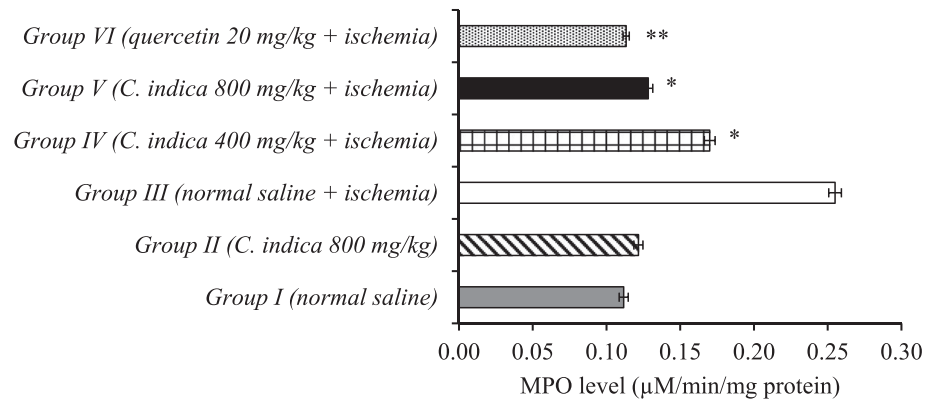 Group VI (quercetin 20 mg/kg + ischemia)
**
Group V (C. indica 800 mg/kg + ischemia)
*
Group IV (C. indica 400 mg/kg + ischemia)
*
Group III (normal saline + ischemia)
Group II (C. indica 800 mg/kg)
Group I (normal saline)
0.00 0.05 0.10 0.15 0.20 0.25 0.30
MPO level (µM/min/mg protein)